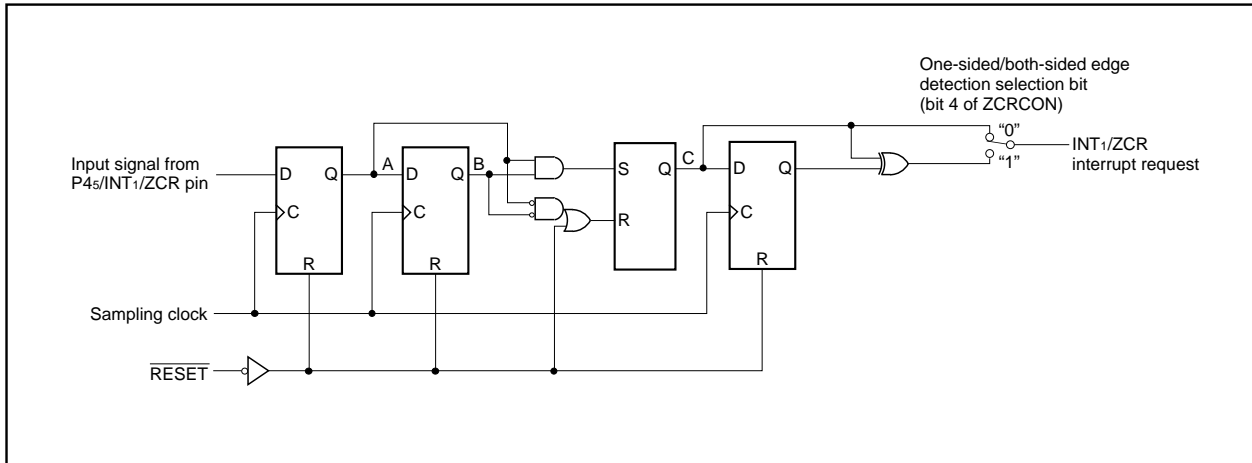 One-sided/both-sided edge
detection selection bit
(bit 4 of ZCRCON)
"0"
INT1/ZCR
interrupt request
"1"
Input signal from
P45/INT1/ZCR pin
D Q
C
R
A
D Q
C
R
B
S Q
R
C
D Q
C
R
Sampling clock
RESET